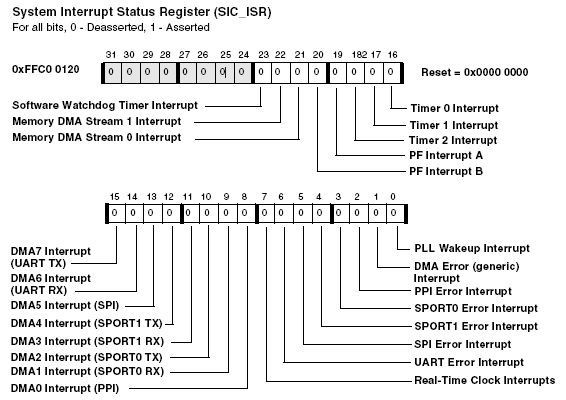 System Interrupt Status Register (SIC_ISR)
For all bits, 0 - Deasserted, 1 - Asserted
31 30 29 28 27 26 25 24 23 22 21 20 19 182 17 16
0xFFC0 0120
0 0 0 0 0 0 0 0 0 0 0 0 0 0 0 0
Reset = 0x0000 0000
Software Watchdog Timer Interrupt
Memory DMA Stream 1 Interrupt
Memory DMA Stream 0 Interrupt
Timer 0 Interrupt
Timer 1 Interrupt
Timer 2 Interrupt
PF Interrupt A
PF Interrupt B
15 14 13 12 11 10 9 8 7 6 5 4 3 2 1 0
0 0 0 0 0 0 0 0 0 0 0 0 0 0 0 0
DMA7 Interrupt
(UART TX)
DMA6 Interrupt
(UART RX)
DMA5 Interrupt (SPI)
DMA4 Interrupt (SPORT1 TX)
DMA3 Interrupt (SPORT1 RX)
DMA2 Interrupt (SPORT0 TX)
DMA1 Interrupt (SPORT0 RX)
DMA0 Interrupt (PPI)
PLL Wakeup Interrupt
DMA Error (generic)
Interrupt
PPI Error Interrupt
SPORT0 Error Interrupt
SPORT1 Error Interrupt
SPI Error Interrupt
UART Error Interrupt
Real-Time Clock Interrupts